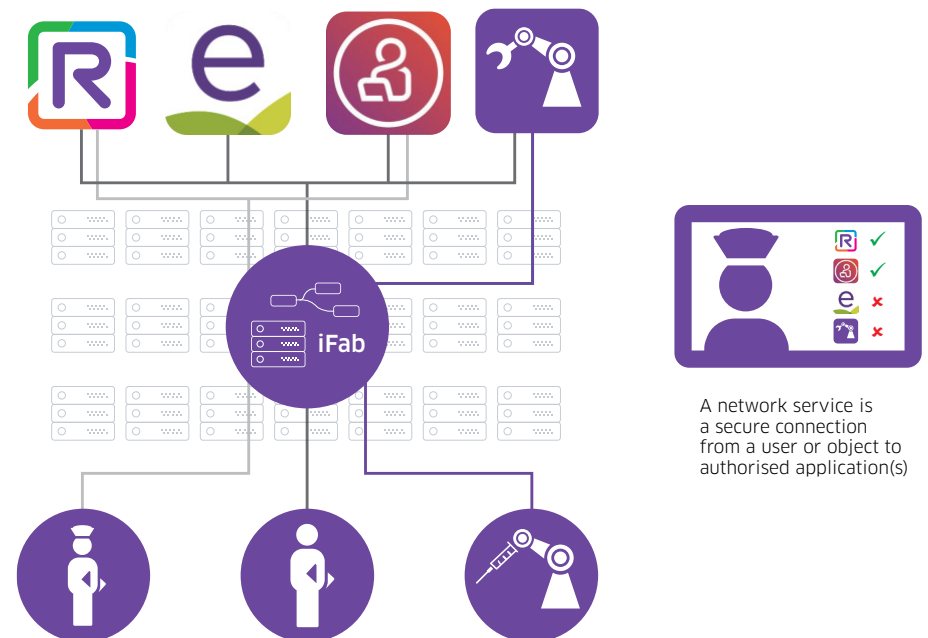 R
e
iFab
R
e
A network service is
a secure connection
from a user or object to
authorised application(s)